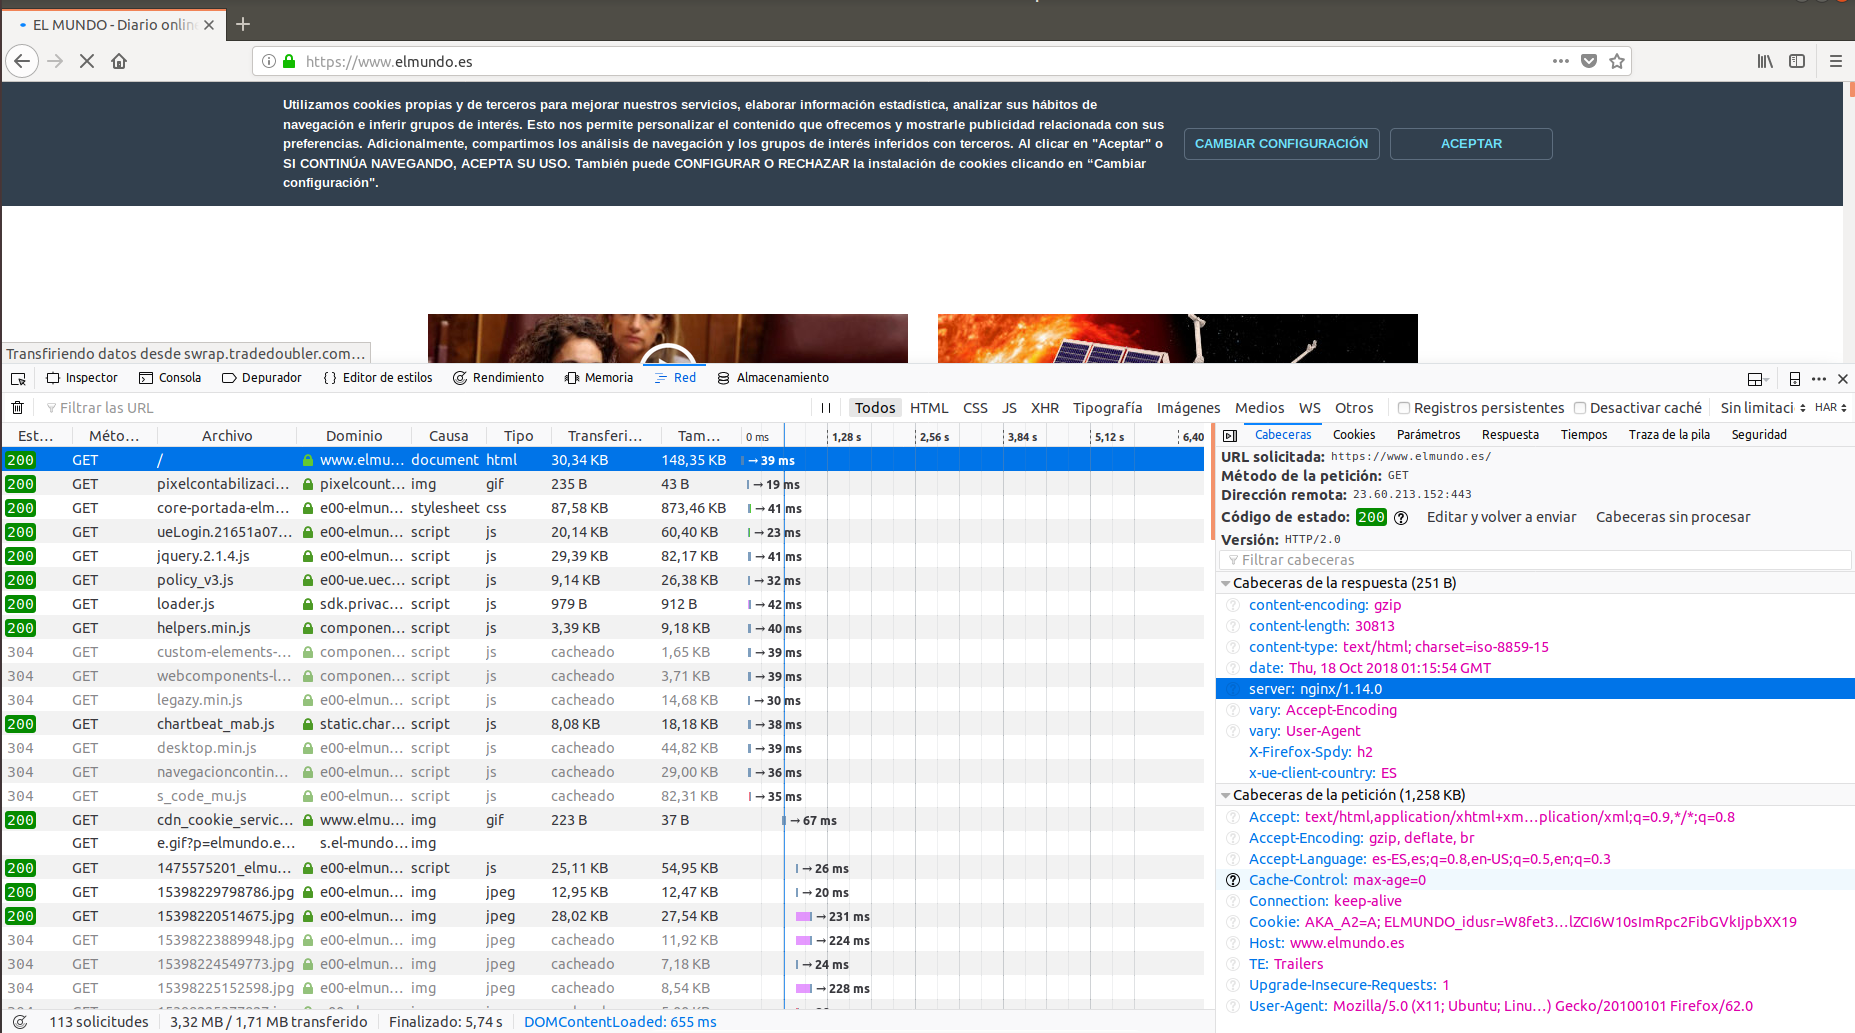 EL MUNDO - Diario online
https://www.elmundo.es
Utilizamos cookies propias y de terceros para mejorar nuestros servicios, elaborar información estadística, analizar sus hábitos de
navegación e inferir grupos de interés. Esto nos permite personalizar el contenido que ofrecemos y mostrarle publicidad relacionada con sus
preferencias. Adicionalmente, compartimos los análisis de navegación y los grupos de interés inferidos con terceros. Al clicar en "Aceptar" o
SI CONTINÚA NAVEGANDO, ACEPTA SU USO. También puede CONFIGURAR O RECHAZAR la instalación de cookies clicando en “Cambiar
configuración".
CAMBIAR CONFIGURACIÓN
ACEPTAR
Transfiriendo datos desde swrap.tradedoubler.com…
Inspector Consola Depurador Editor de estilos Rendimiento Memoria Red Almacenamiento
Filtrar las URL
Todos HTML CSS JS XHR Tipografía Imágenes Medios WS Otros Registros persistentes Desactivar caché Sin limitaci HAR
Est… Méto… Archivo Dominio Causa Tipo Transferi… Tam… 0 ms 1,28 s 2,56 s 3,84 s 5,12 s 6,40
200 GET / www.elmu… document html 30,34 KB 148,35 KB → 39 ms
200 GET pixelcontabilizaci… pixelcount… img gif 235 B 43 B → 19 ms
200 GET core-portada-elm… e00-elmun… stylesheet css 87,58 KB 873,46 KB → 41 ms
200 GET ueLogin.21651a07… e00-elmun… script js 20,14 KB 60,40 KB → 23 ms
200 GET jquery.2.1.4.js e00-elmun… script js 29,39 KB 82,17 KB → 41 ms
200 GET policy_v3.js e00-ue.uec… script js 9,14 KB 26,38 KB → 32 ms
200 GET loader.js sdk.privac… script js 979 B 912 B → 42 ms
200 GET helpers.min.js componen… script js 3,39 KB 9,18 KB → 40 ms
304 GET custom-elements-… componen… script js cacheado 1,65 KB → 39 ms
304 GET webcomponents-l… componen… script js cacheado 3,71 KB → 39 ms
304 GET legazy.min.js e00-elmun… script js cacheado 14,68 KB → 30 ms
200 GET chartbeat_mab.js static.char… script js 8,08 KB 18,18 KB → 38 ms
304 GET desktop.min.js e00-elmun… script js cacheado 44,82 KB → 39 ms
304 GET navegacioncontin… e00-elmun… script js cacheado 29,00 KB → 36 ms
304 GET s_code_mu.js e00-elmun… script js cacheado 82,31 KB → 35 ms
200 GET cdn_cookie_servic… www.elmu… img gif 223 B 37 B → 67 ms
GET e.gif?p=elmundo.e… s.el-mundo… img
200 GET 1475575201_elmu… e00-elmun… script js 25,11 KB 54,95 KB → 26 ms
200 GET 15398229798786.jpg e00-elmun… img jpeg 12,95 KB 12,47 KB → 20 ms
200 GET 15398220514675.jpg e00-elmun… img jpeg 28,02 KB 27,54 KB → 231 ms
304 GET 15398223889948.jpg e00-elmun… img jpeg cacheado 11,92 KB → 224 ms
304 GET 15398224549773.jpg e00-elmun… img jpeg cacheado 7,18 KB → 24 ms
304 GET 15398225152598.jpg e00-elmun… img jpeg cacheado 8,54 KB → 228 ms
113 solicitudes 3,32 MB / 1,71 MB transferido Finalizado: 5,74 s DOMContentLoaded: 655 ms
Cabeceras Cookies Parámetros Respuesta Tiempos Traza de la pila Seguridad
URL solicitada: https://www.elmundo.es/
Método de la petición: GET
Dirección remota: 23.60.213.152:443
Código de estado: 200 Editar y volver a enviar Cabeceras sin procesar
Versión: HTTP/2.0
Filtrar cabeceras
Cabeceras de la respuesta (251 B)
content-encoding: gzip
content-length: 30813
content-type: text/html; charset=iso-8859-15
date: Thu, 18 Oct 2018 01:15:54 GMT
server: nginx/1.14.0
vary: Accept-Encoding
vary: User-Agent
X-Firefox-Spdy: h2
x-ue-client-country: ES
Cabeceras de la petición (1,258 KB)
Accept: text/html,application/xhtml+xm…plication/xml;q=0.9,*/*;q=0.8
Accept-Encoding: gzip, deflate, br
Accept-Language: es-ES,es;q=0.8,en-US;q=0.5,en;q=0.3
Cache-Control: max-age=0
Connection: keep-alive
Cookie: AKA_A2=A; ELMUNDO_idusr=W8fet3…lZCI6W10sImRpc2FibGVkIjpbXX19
Host: www.elmundo.es
TE: Trailers
Upgrade-Insecure-Requests: 1
User-Agent: Mozilla/5.0 (X11; Ubuntu; Linu…) Gecko/20100101 Firefox/62.0